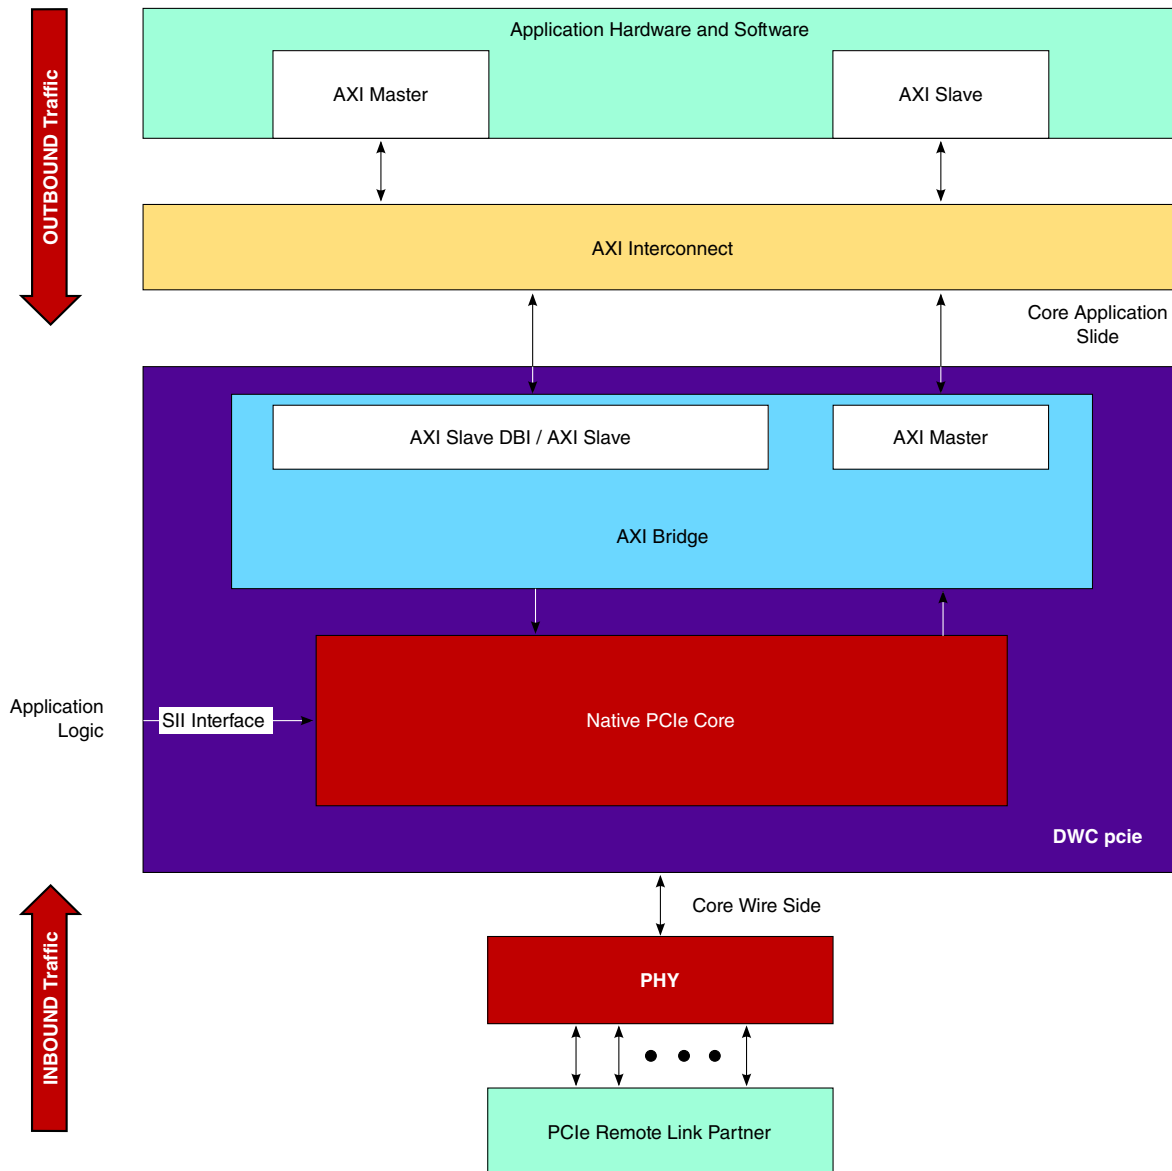 Application Hardware and Software
AXI Master
AXI Slave
OUTBOUND Traffic
AXI Interconnect
Core Application
Slide
AXI Slave DBI / AXI Slave
AXI Master
AXI Bridge
Application
Logic
SII Interface
Native PCIe Core
DWC pcie
Core Wire Side
INBOUND Traffic
PHY
PCIe Remote Link Partner